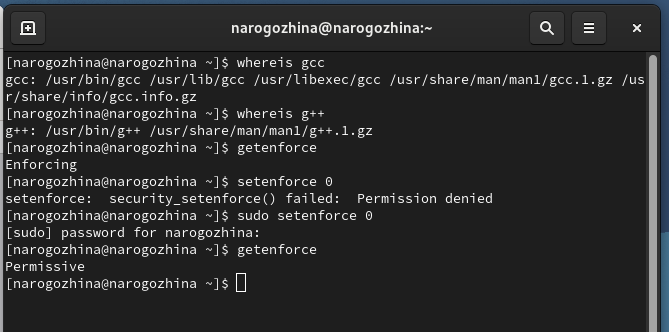 narogozhina@narogozhina:~
[narogozhina@narogozhina ~]$ whereis gcc
gcc: /usr/bin/gcc /usr/lib/gcc /usr/libexec/gcc /usr/share/man/man1/gcc.1.gz /us
r/share/info/gcc.info.gz
[narogozhina@narogozhina ~]$ whereis g++
g++: /usr/bin/g++ /usr/share/man/man1/g++.1.gz
[narogozhina@narogozhina ~]$ getenforce
Enforcing
[narogozhina@narogozhina ~]$ setenforce 0
setenforce:  security_setenforce() failed:  Permission denied
[narogozhina@narogozhina ~]$ sudo setenforce 0
[sudo] password for narogozhina:
[narogozhina@narogozhina ~]$ getenforce
Permissive
[narogozhina@narogozhina ~]$